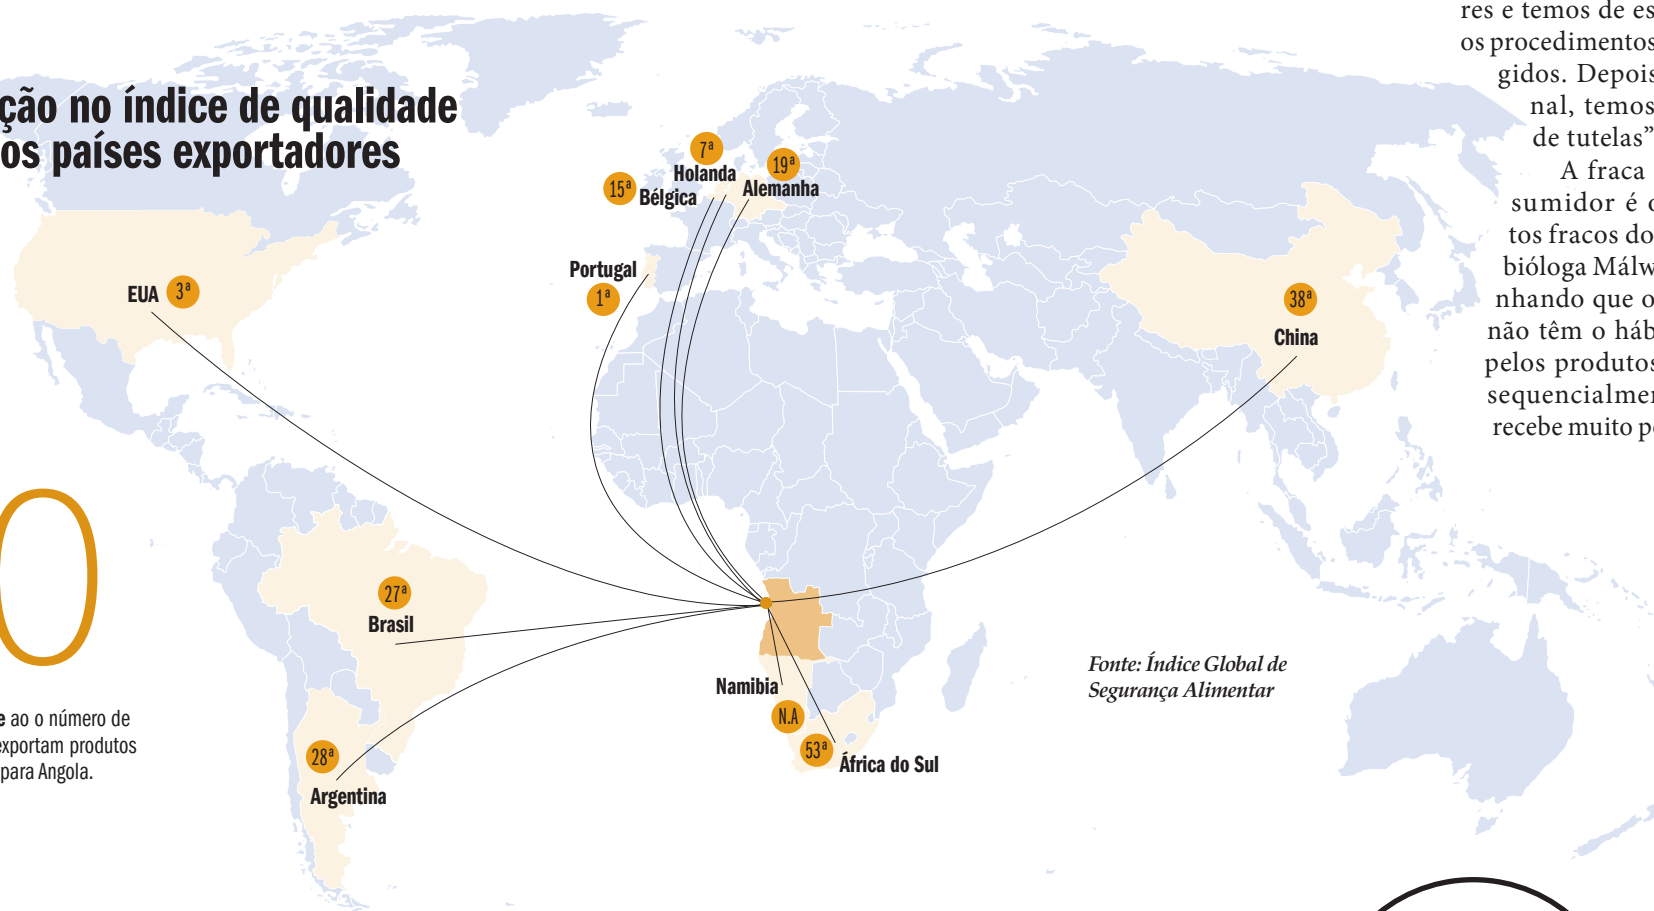 ção no índice de qualidade
os países exportadores
7ª
Holanda
19ª
Alemanha
15ª
Bélgica
Portugal
1ª
EUA
3ª
38ª
China
27ª
Brasil
28ª
Argentina
Namibia
N.A
53ª
África do Sul
Fonte: Índice Global de
Segurança Alimentar
0
e ao o número de
exportam produtos
para Angola.
res e temos de es
os procedimentos
gidos. Depois
nal, temos
de tutelas”
A fraca
sumidor é o
tos fracos do
bióloga Málw
nhando que o
não têm o háb
pelos produtos
sequencialmen
recebe muito po